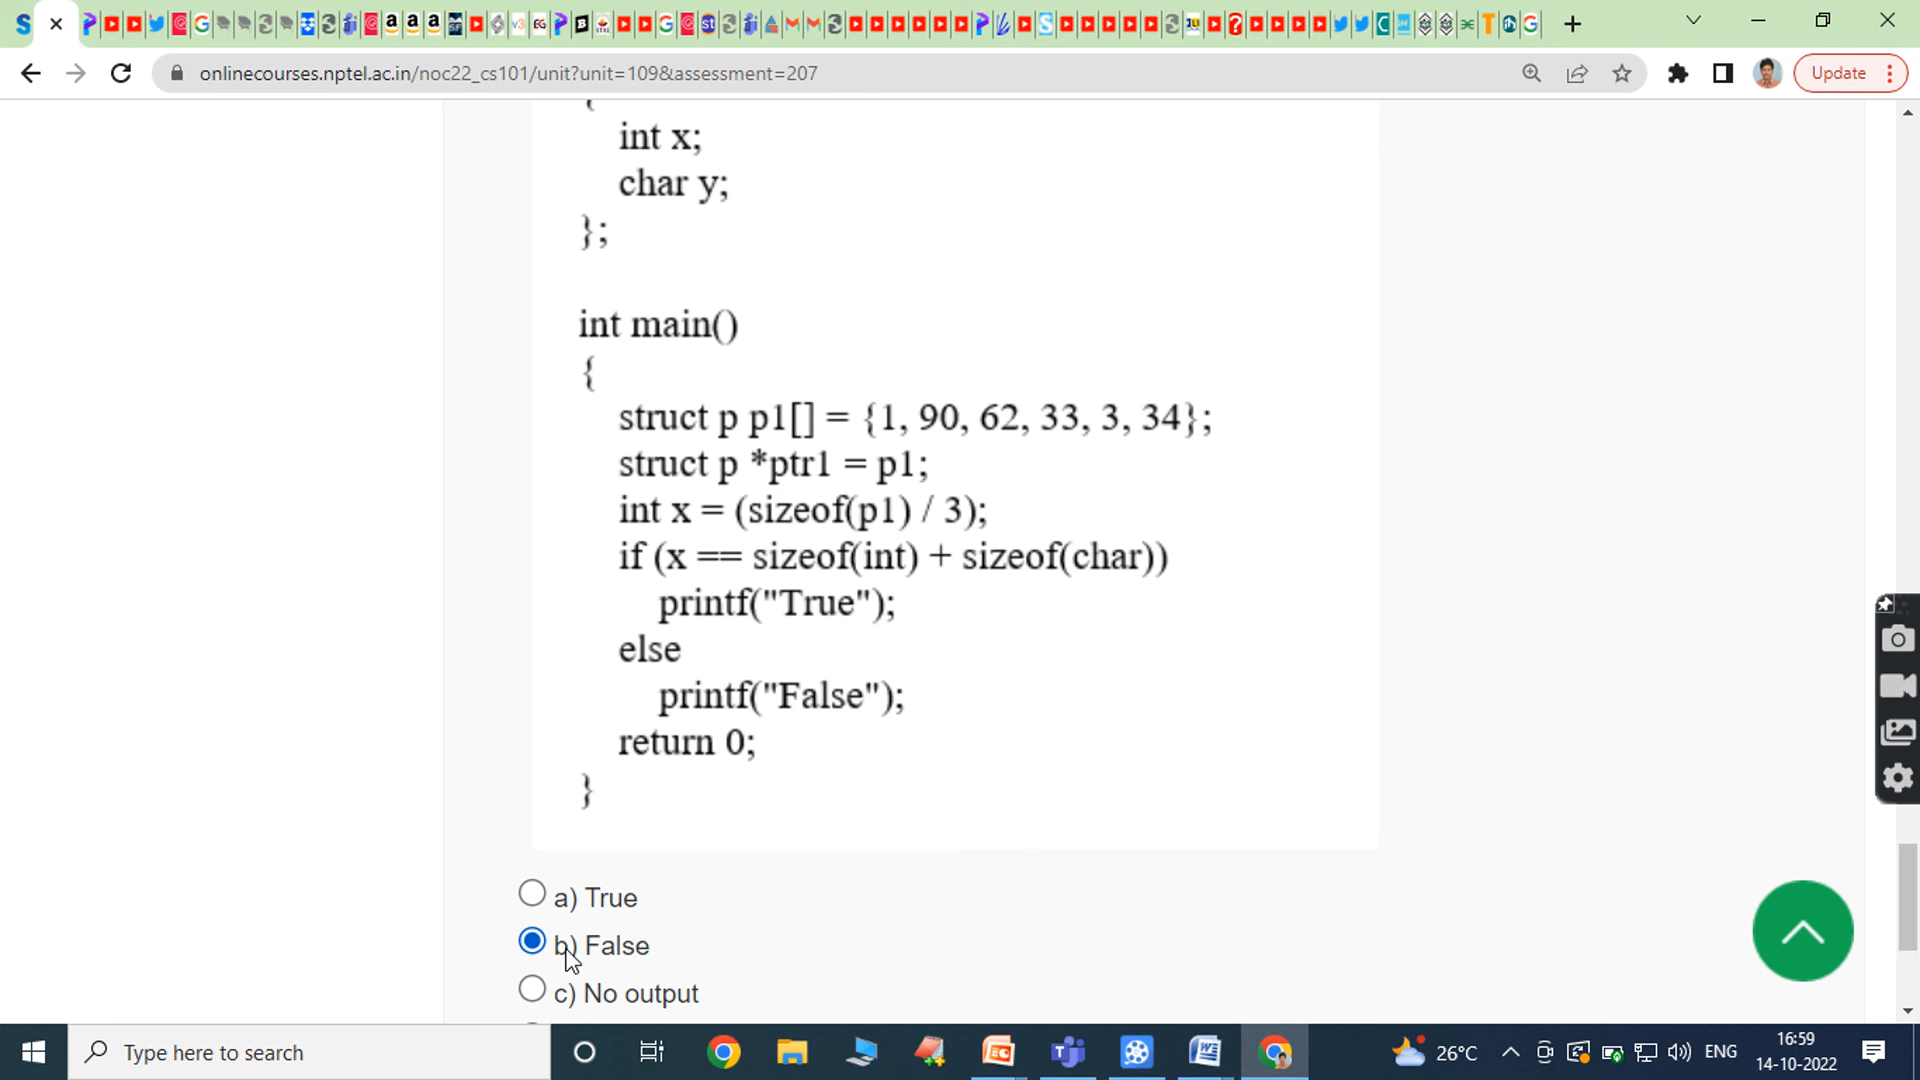 onlinecourses.nptel.ac.in/noc22_cs101/unit?unit=109&assessment=207
Update
{
int x;
char y;
};
int main()
{
struct p p1[] = {1, 90, 62, 33, 3, 34};
struct p *ptr1 = p1;
int x = (sizeof(p1) / 3);
if (x == sizeof(int) + sizeof(char))
printf("True");
else
printf("False");
return 0;
}
a) True
b) False
c) No output
Type here to search
26°C
ENG
16:59
14-10-2022